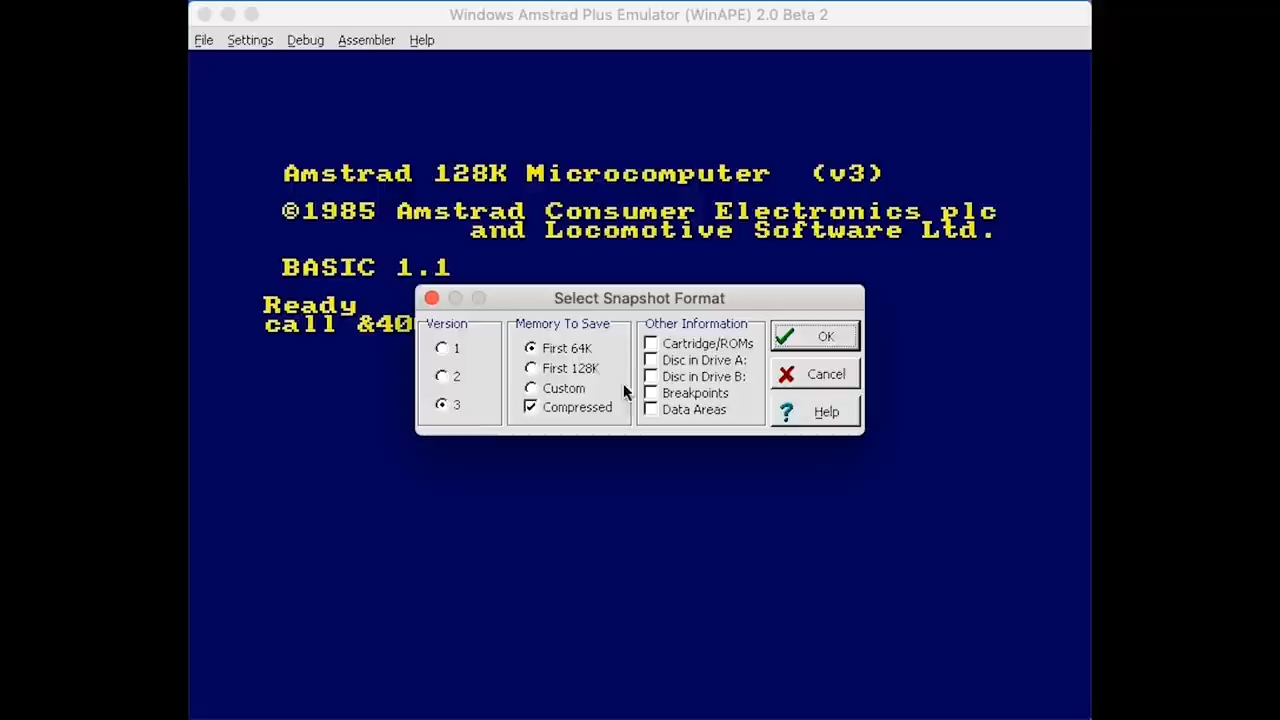 Windows Amstrad Plus Emulator (WinAPE) 2.0 Beta 2
File Settings Debug Assembler Help
Amstrad 128K Microcomputer (v3)
©1985 Amstrad Consumer Electronics plc
and Locomotive Software Ltd.
BASIC 1.1
Ready
call &40
Select Snapshot Format
Version
1
2
3
Memory To Save
First 64K
First 128K
Custom
Compressed
Other Information
Cartridge/ROMs
Disc in Drive A:
Disc in Drive B:
Breakpoints
Data Areas
OK
Cancel
Help